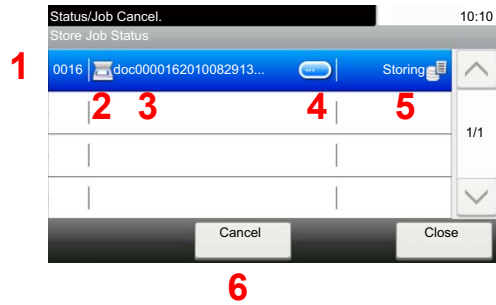 Status/Job Cancel. 10:10
Store Job Status
1 0016 doc0000162010082913... Storing
2 3 4 5
1/1
Cancel Close
6